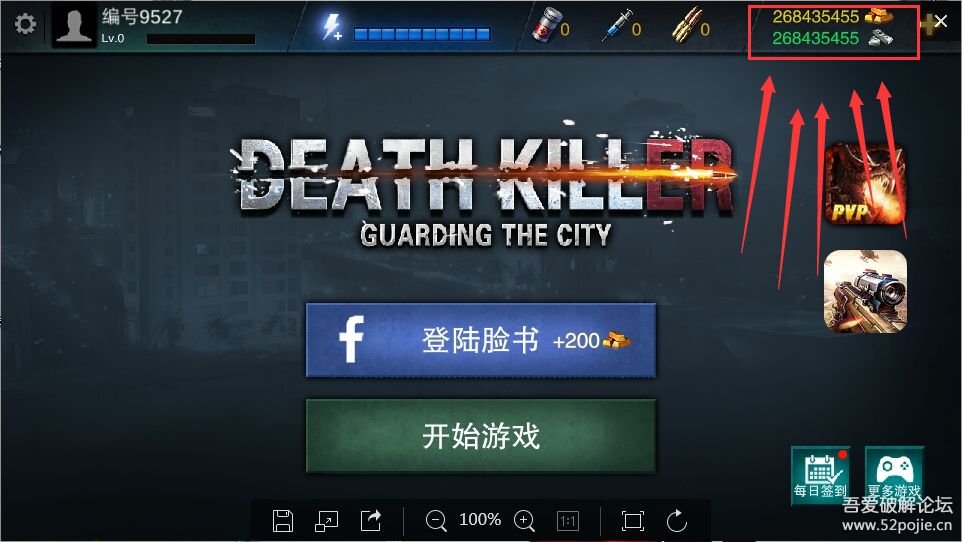 编号9527
Lv.0
0
0
0
268435455
268435455
DEATH KILLER
GUARDING THE CITY
PVP
f 登陆脸书 +200
开始游戏
每日签到
更多游戏
100%
1:1
吾爱破解论坛
www.52pojie.cn